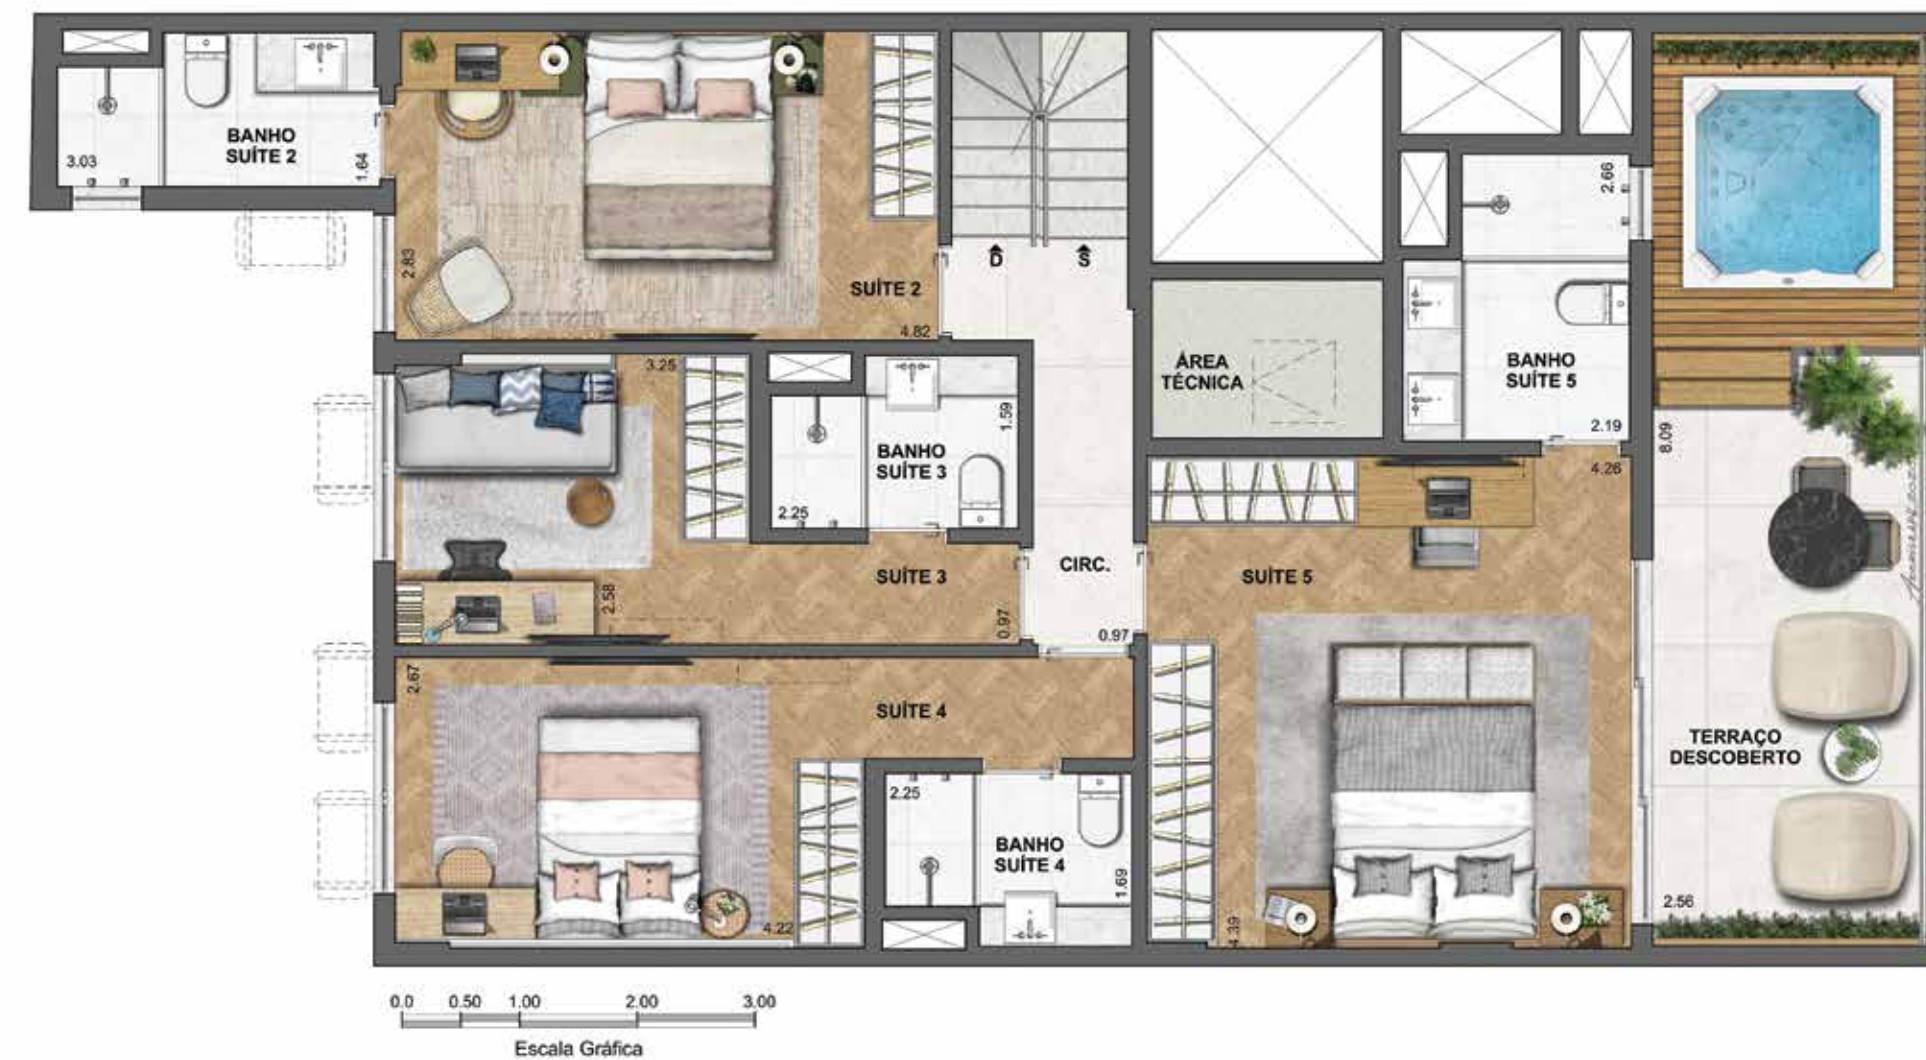 BANHO
SUÍTE 2
3.03
1.64
2.83
SUÍTE 2
4.82
D
S
2.66
ÁREA
TÉCNICA
BANHO
SUÍTE 5
2.19
3.25
1.59
BANHO
SUÍTE 3
2.25
8.09
4.26
SUÍTE 3
2.58
0.97
CIRC.
0.97
SUÍTE 5
2.67
SUÍTE 4
TERRAÇO
DESCOBERTO
2.25
BANHO
SUÍTE 4
1.69
4.22
4.39
2.56
0.0 0.50 1.00 2.00 3.00
Escala Gráfica